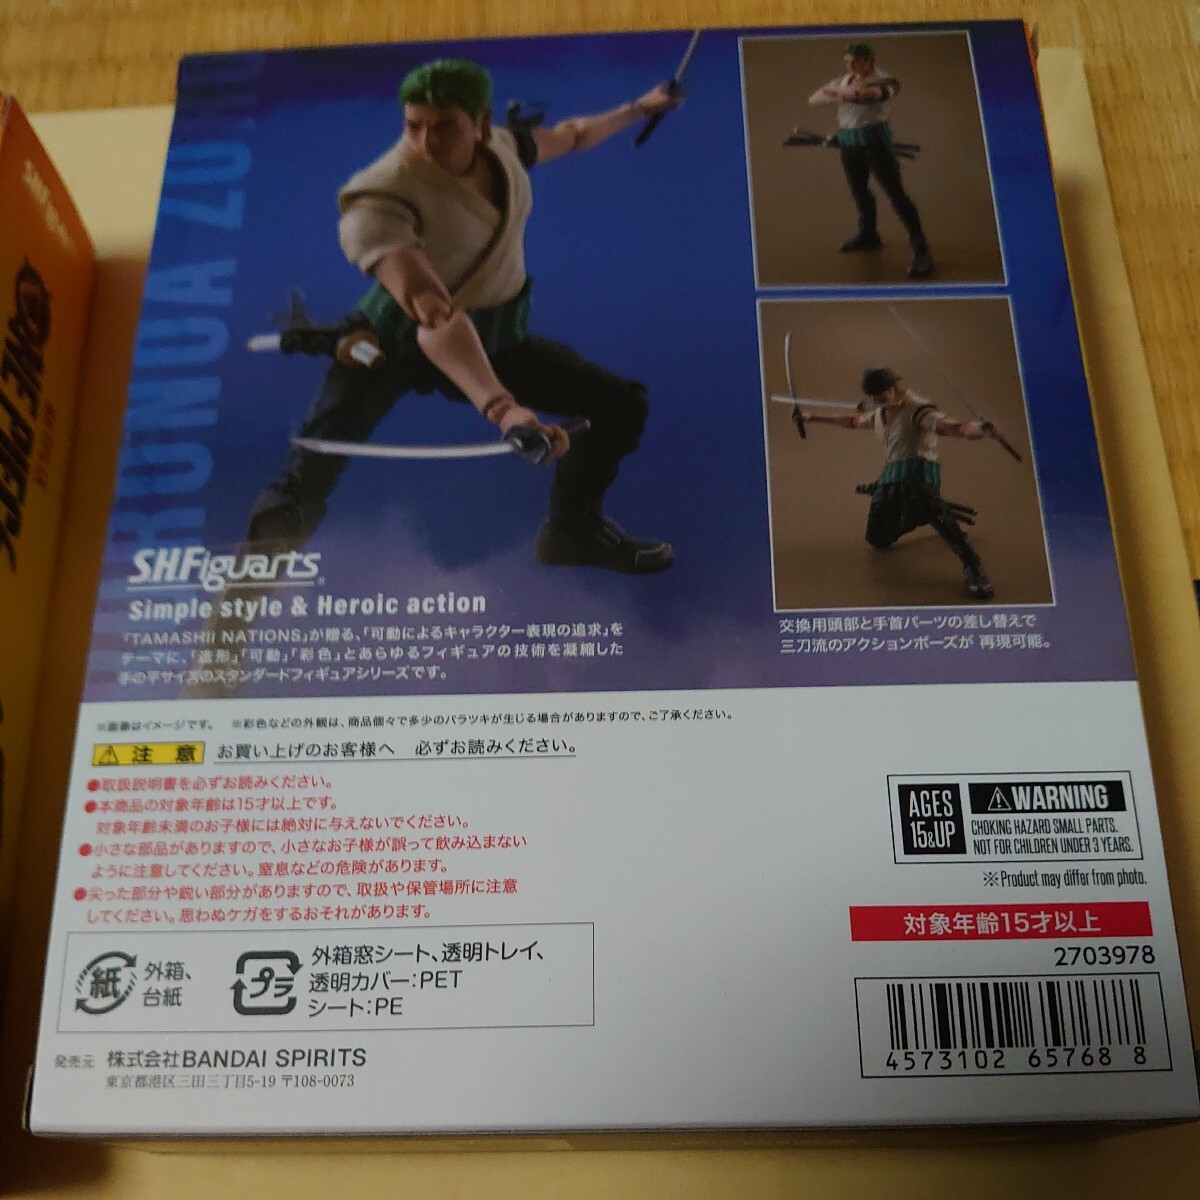 RONOA ZO
ONE PIECE
S.H.Figuarts
Simple style & Heroic action
「TAMASHII NATIONS」が贈る、「可動によるキャラクター表現の追求」を
テーマに、「造形」「可動」「彩色」とあらゆるフィギュアの技術を凝縮した
手の平サイズのスタンダードフィギュアシリーズです。
交換用頭部と手首パーツの差し替えで
三刀流のアクションポーズが 再現可能。
※画像はイメージです。 ※彩色などの外観は、商品個々で多少のバラツキが生じる場合がありますので、ご了承ください。
注意 お買い上げのお客様へ 必ずお読みください。
●取扱説明書を必ずお読みください。
●本商品の対象年齢は15才以上です。
対象年齢未満のお子様には絶対に与えないでください。
●小さな部品がありますので、小さなお子様が誤って飲み込まない
ように注意してください。窒息などの危険があります。
●尖った部分や鋭い部分がありますので、取扱や保管場所に注意
してください。思わぬケガをするおそれがあります。
AGES
15&UP
WARNING
CHOKING HAZARD SMALL PARTS.
NOT FOR CHILDREN UNDER 3 YEARS.
※Product may differ from photo.
対象年齢15才以上
2703978
紙
外箱、
台紙
プラ
外箱窓シート、透明トレイ、
透明カバー:PET
シート:PE
発売元 株式会社BANDAI SPIRITS
東京都港区三田三丁目5-19 〒108-0073
4573102 65768 8